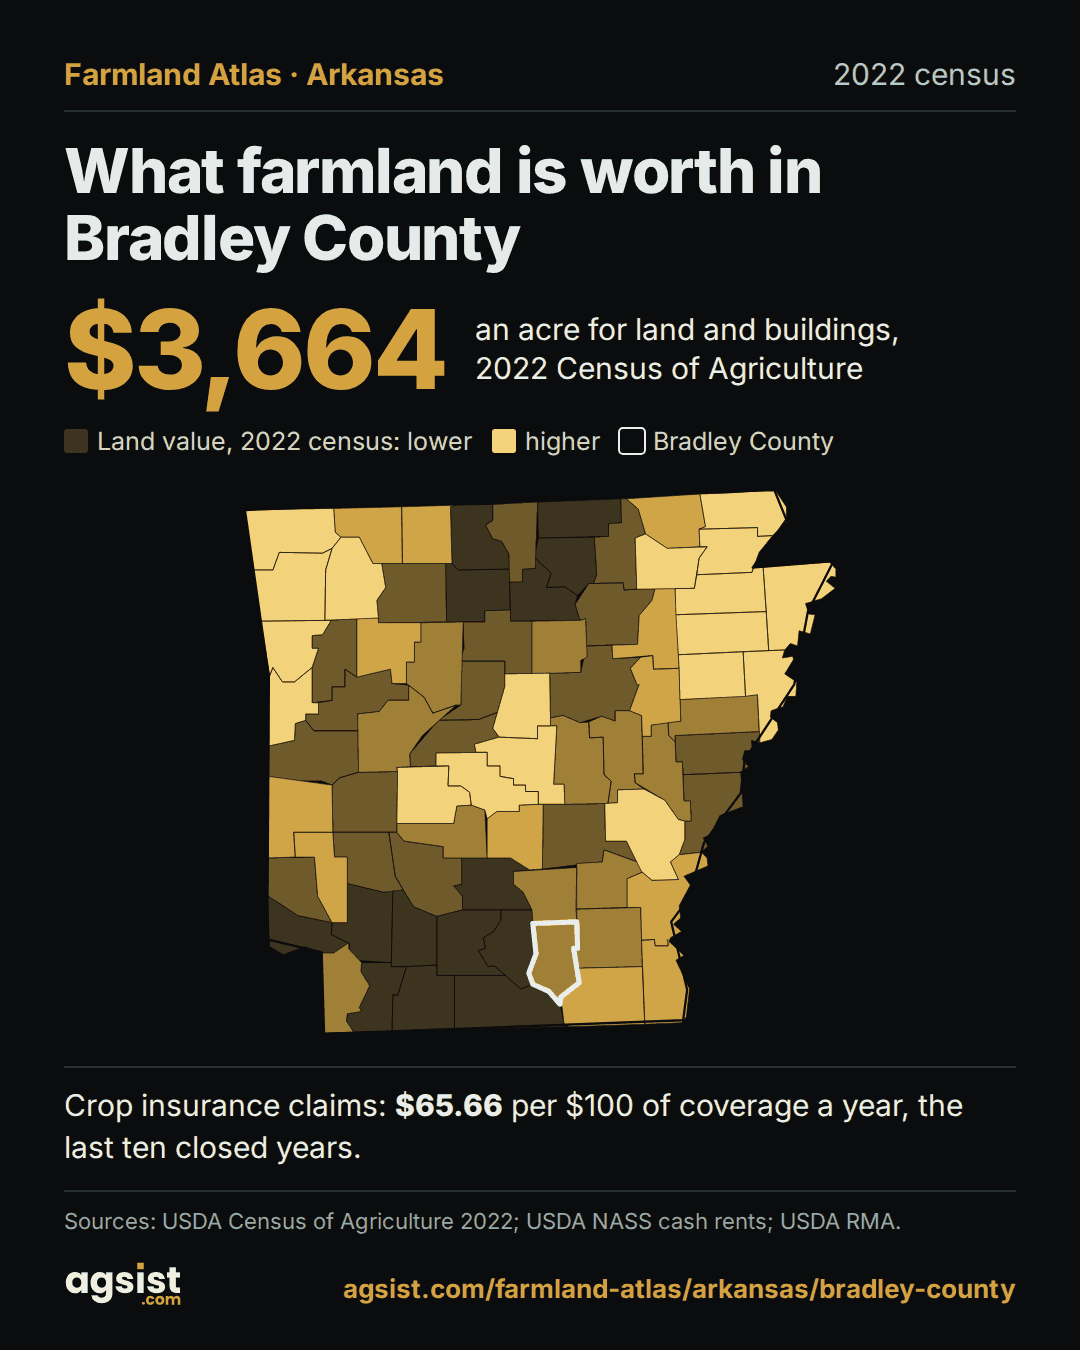 Farmland Atlas · Arkansas
2022 census
What farmland is worth in
Bradley County
$3,664
an acre for land and buildings,
2022 Census of Agriculture
Land value, 2022 census: lower
higher
Bradley County
Crop insurance claims: $65.66 per $100 of coverage a year, the
last ten closed years.
Sources: USDA Census of Agriculture 2022; USDA NASS cash rents; USDA RMA.
agsist
.com
agsist.com/farmland-atlas/arkansas/bradley-county